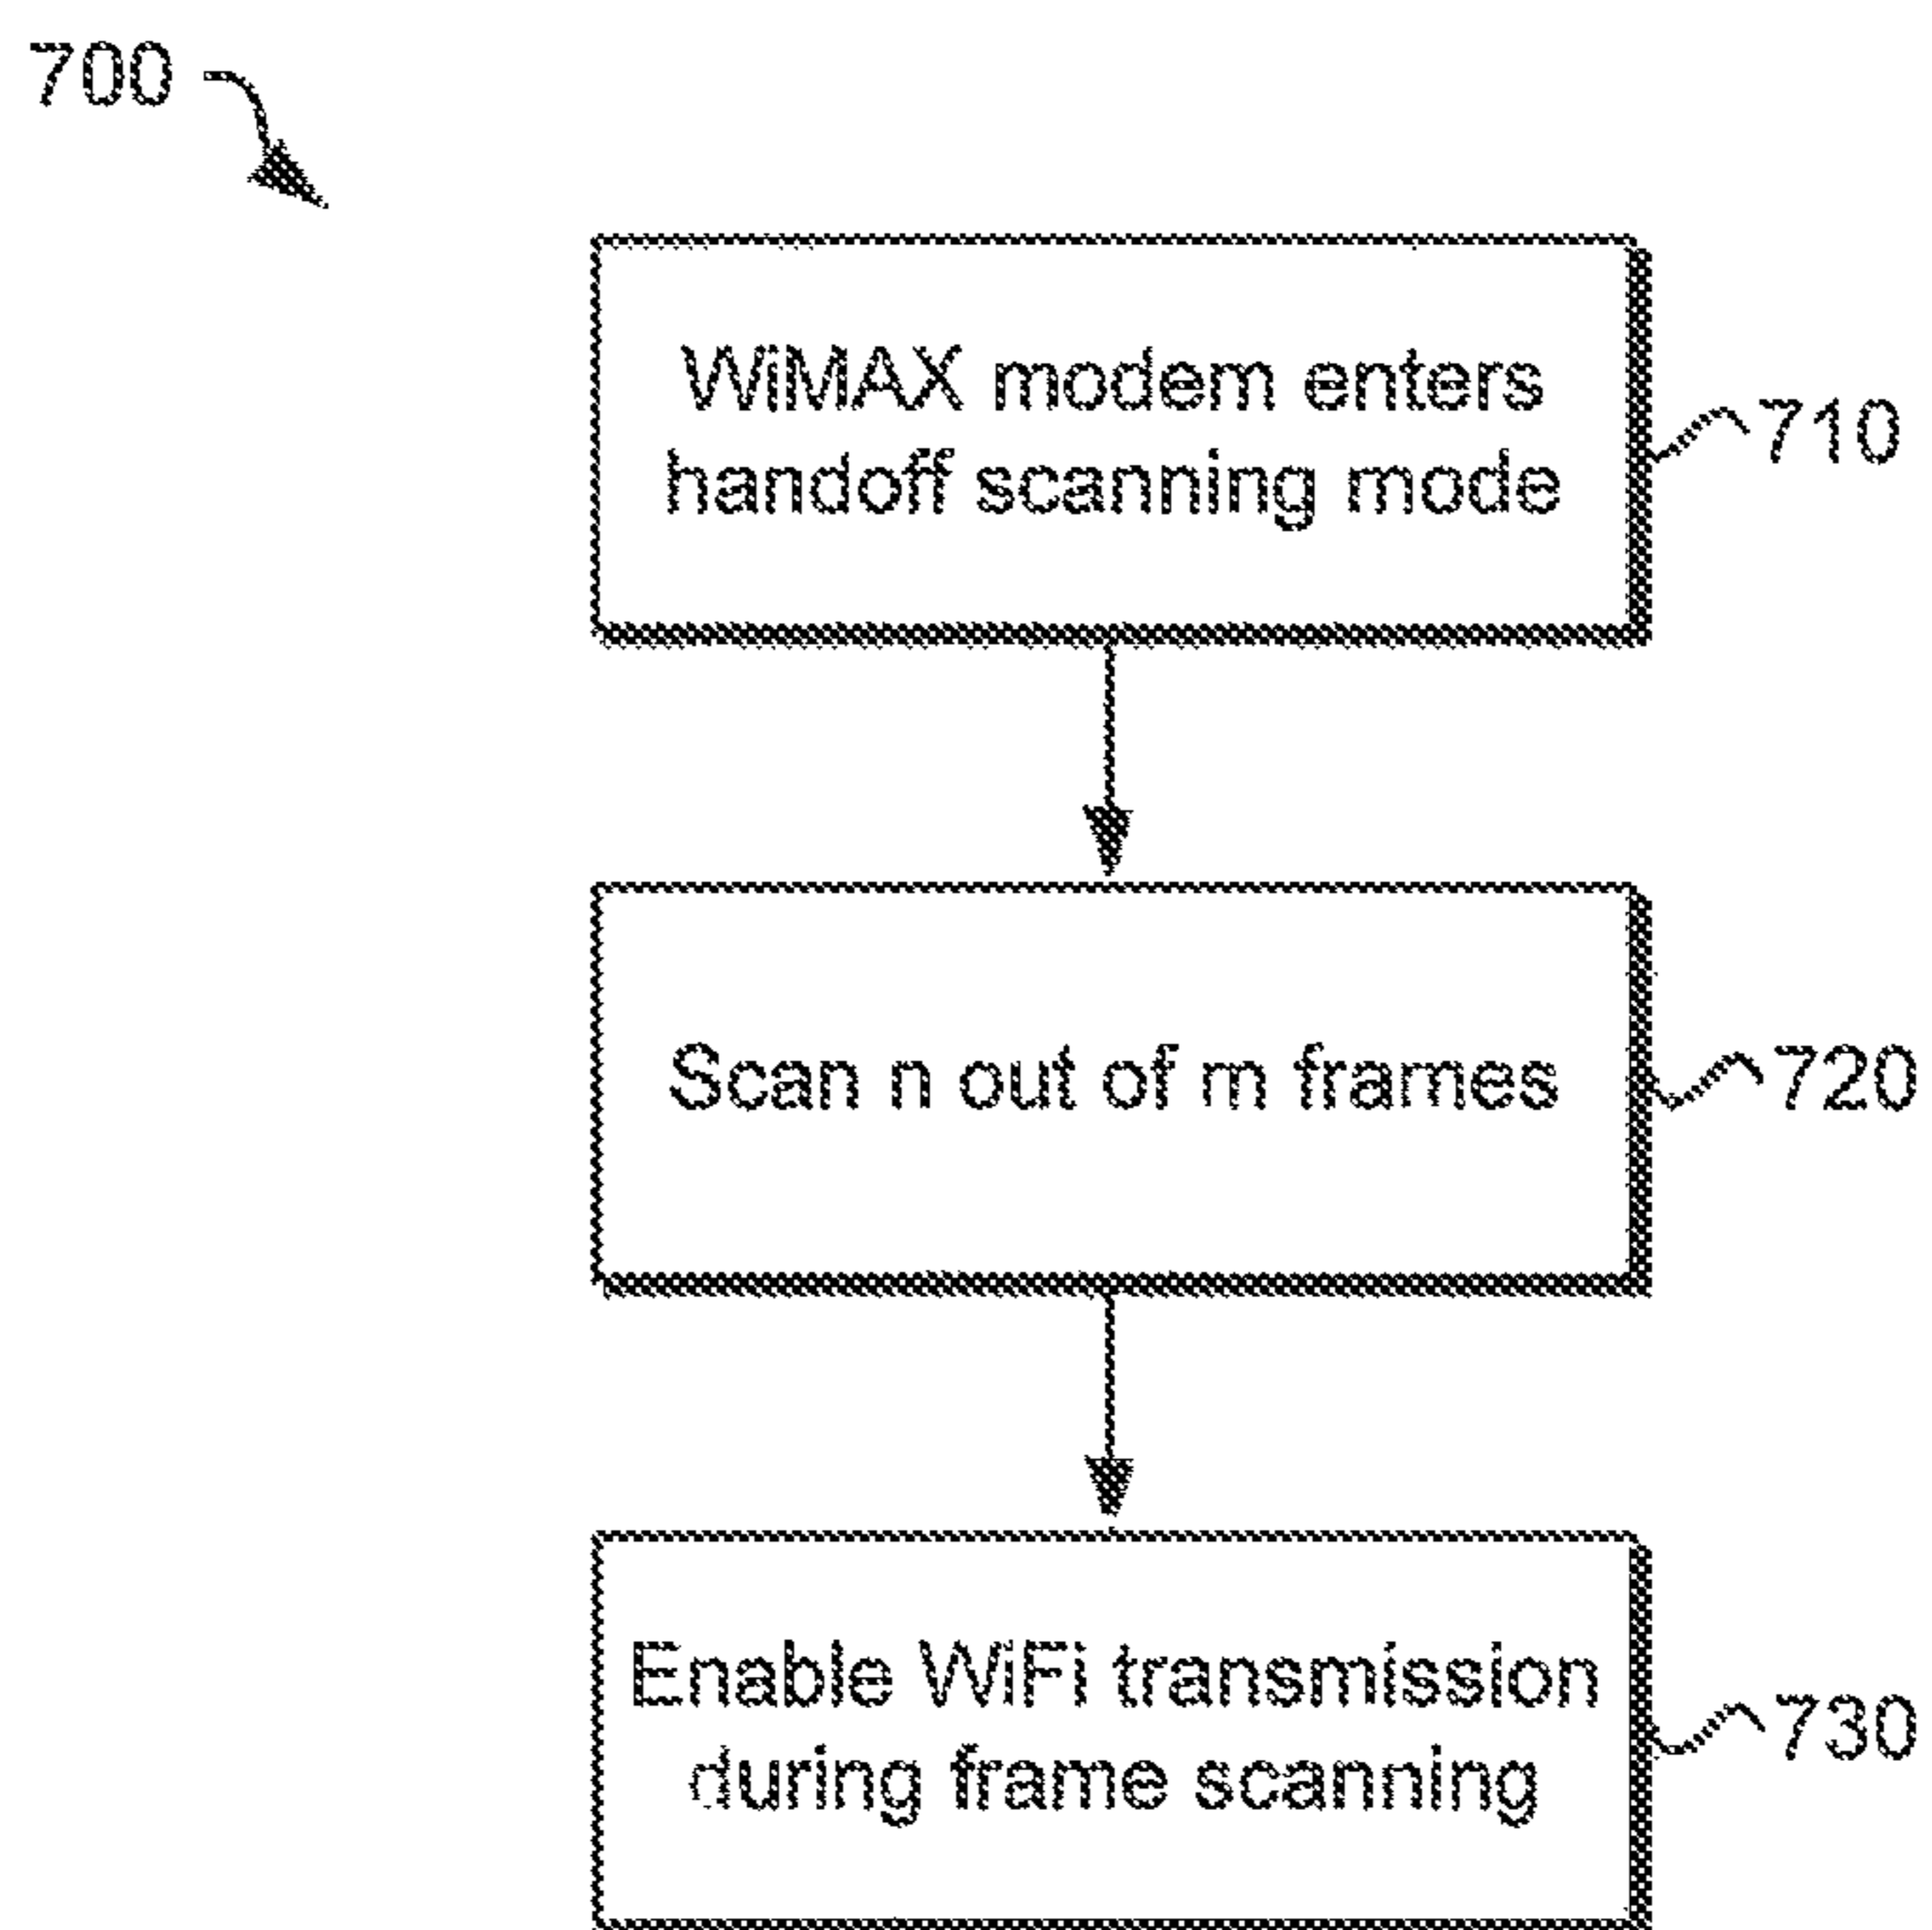 700
WiMAX modem enters
handoff scanning mode
710
Scan n out of m frames
720
Enable WiFi transmission
during frame scanning
730